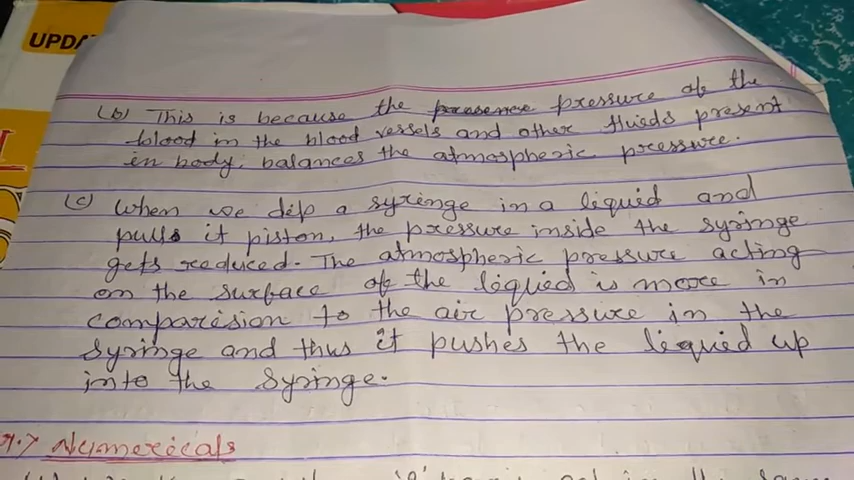 UPDA
(b) This is because the pressure of the
blood in the blood vessels and other fluids present
in body, balances the atmospheric pressure.
(c) When we dip a syringe in a liquid and
pulls it piston, the pressure inside the syringe
gets reduced. The atmospheric pressure acting
on the surface of the liquid is more in
comparision to the air pressure in the
syringe and thus it pushes the liquid up
into the syringe.
7.> Numericals